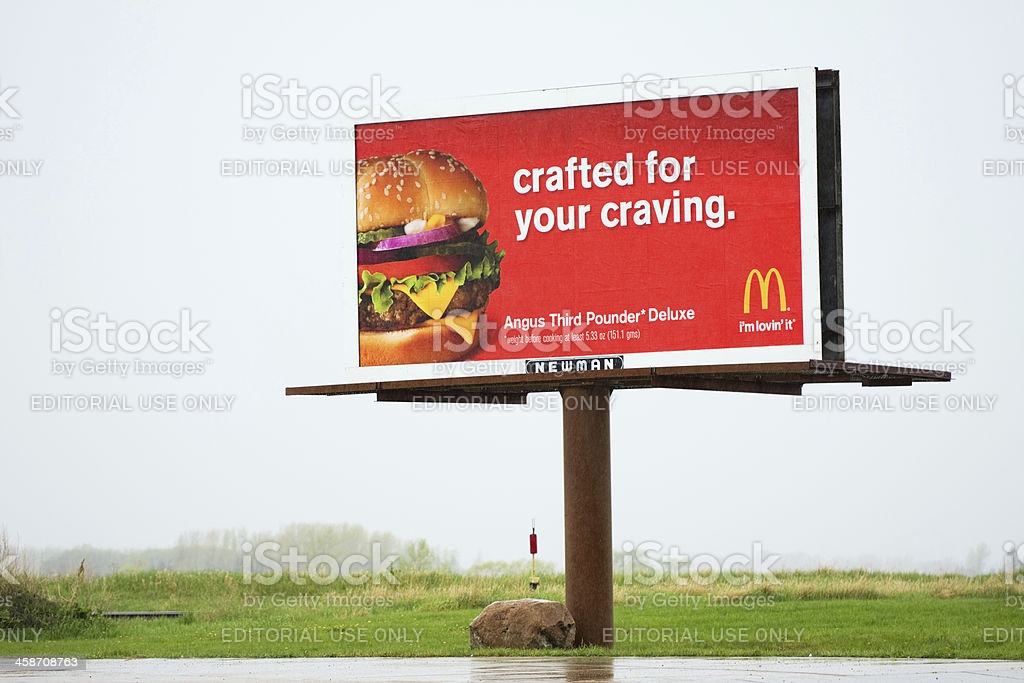 crafted for
your craving.
Angus Third Pounder* Deluxe
*weight before cooking at least 5.33 oz (151.1 gms)
i'm lovin' it®
NEWMAN
iStock
by Getty Images™
EDITORIAL USE ONLY
458708763